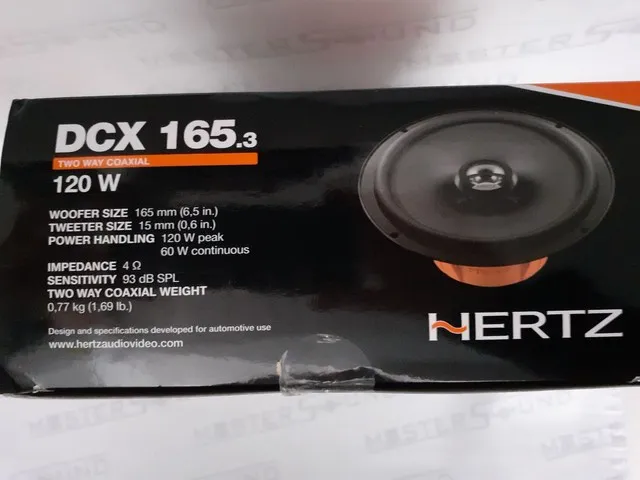 MASTERSOUND
DCX 165.3
TWO WAY COAXIAL
120 W
WOOFER SIZE 165 mm (6,5 in.)
TWEETER SIZE 15 mm (0,6 in.)
POWER HANDLING 120 W peak
60 W continuous
IMPEDANCE 4 Ω
SENSITIVITY 93 dB SPL
TWO WAY COAXIAL WEIGHT
0,77 kg (1,69 lb.)
Design and specifications developed for automotive use
www.hertzaudiovideo.com
HERTZ
MASTERSOUND